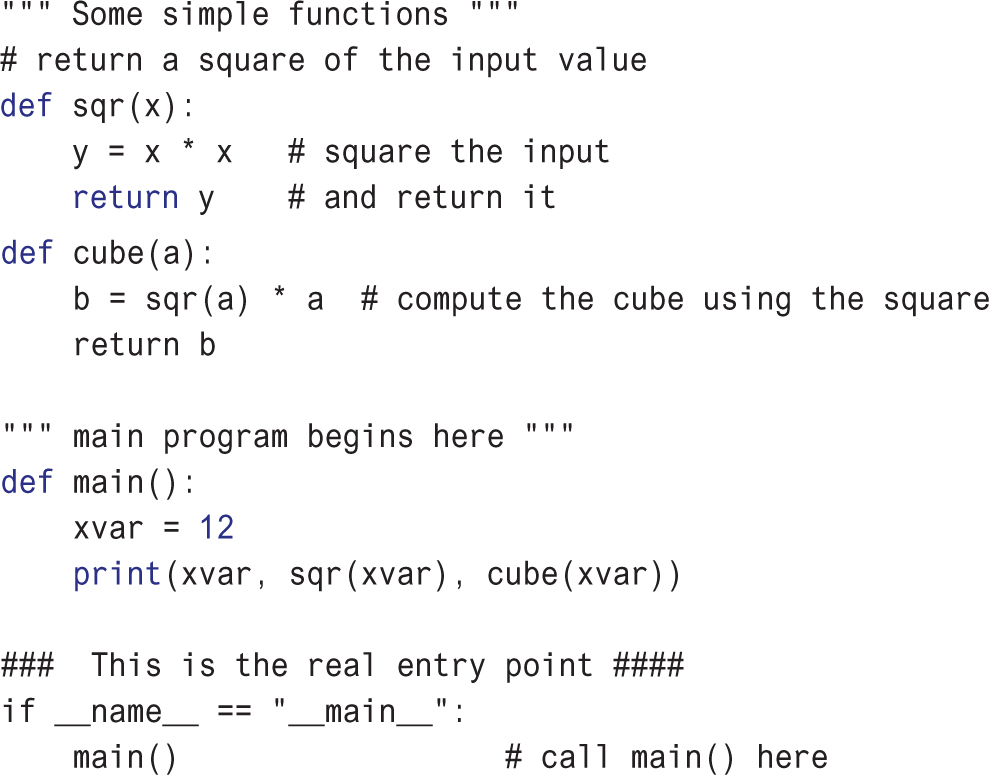 """ Some simple functions """
# return a square of the input value
def sqr(x):
    y = x * x   # square the input
    return y    # and return it
def cube(a):
    b = sqr(a) * a  # compute the cube using the square
    return b
""" main program begins here """
def main():
    xvar = 12
    print(xvar, sqr(xvar), cube(xvar))
###  This is the real entry point ####
if __name__ == "__main__":
    main()                  # call main() here